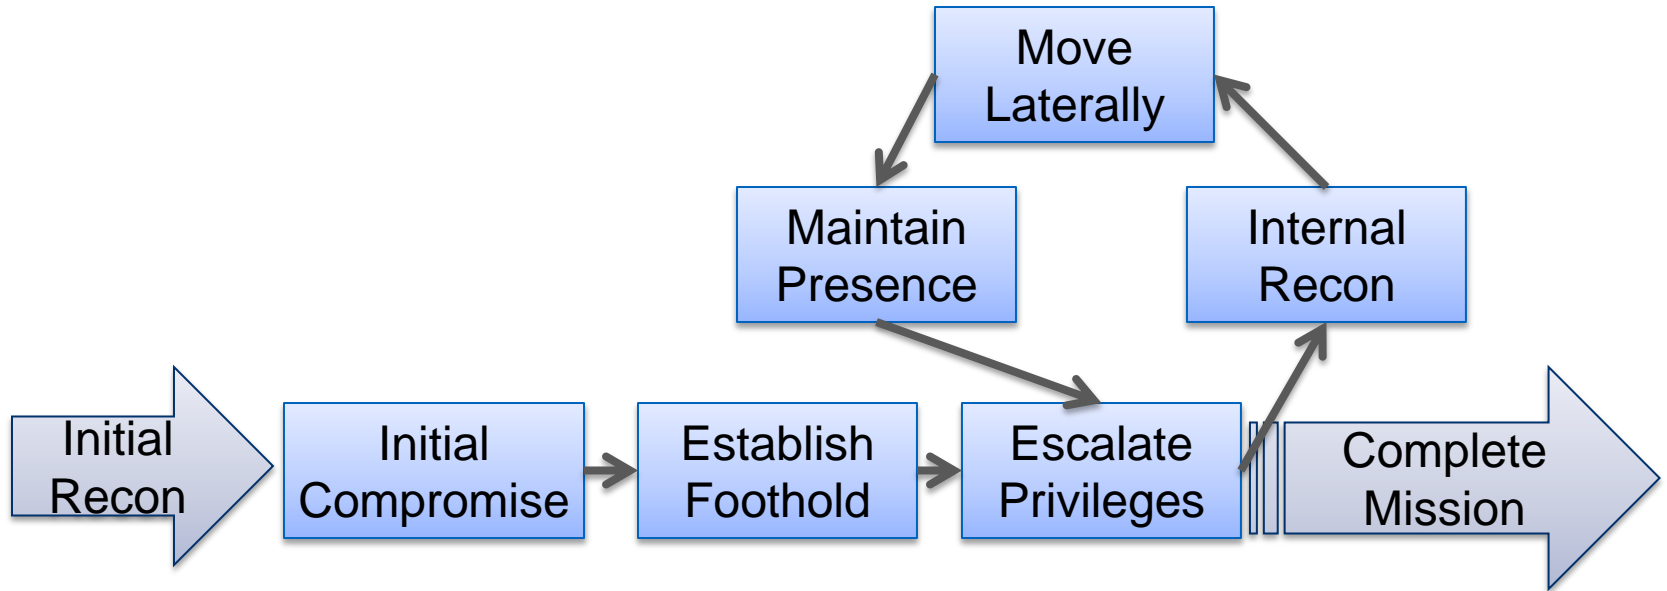 Move
Laterally
Maintain
Presence
Internal
Recon
Initial
Recon
Initial
Compromise
Establish
Foothold
Escalate
Privileges
Complete
Mission